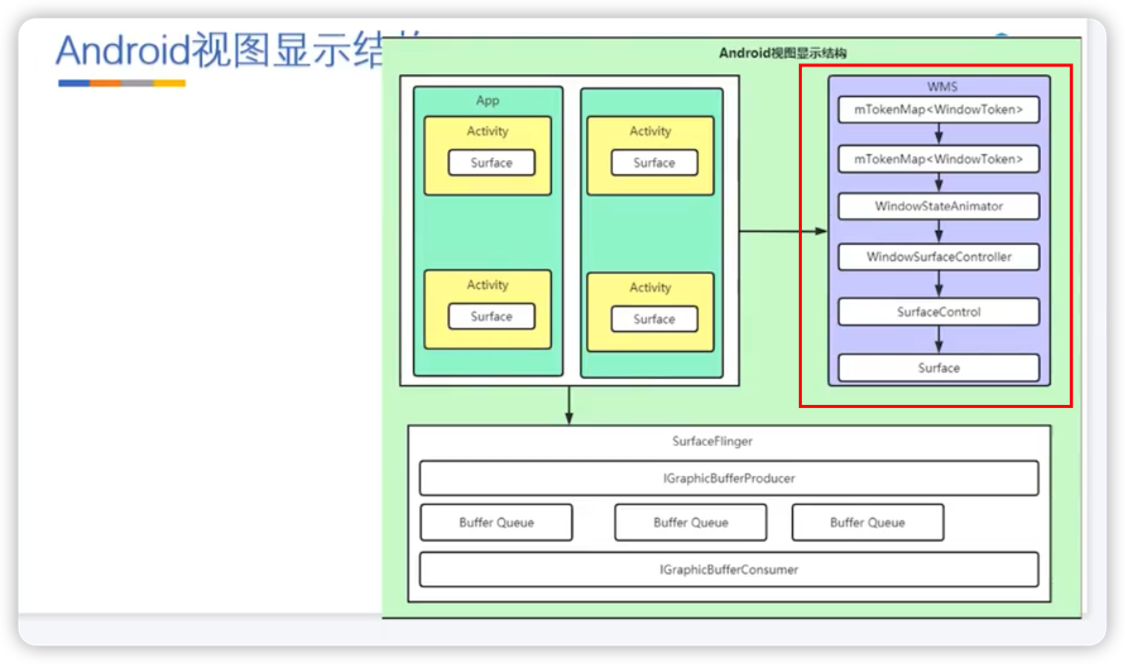 Android视图显示结
Android视图显示结构
App
Activity
Surface
Activity
Surface
Activity
Surface
Activity
Surface
WMS
mTokenMap<WindowToken>
mTokenMap<WindowToken>
WindowStateAnimator
WindowSurfaceController
SurfaceControl
Surface
SurfaceFlinger
IGraphicBufferProducer
Buffer Queue
Buffer Queue
Buffer Queue
IGraphicBufferConsumer